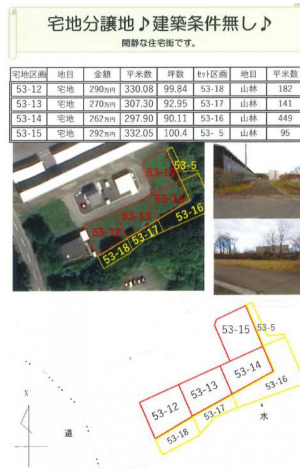 宅地分譲地♪建築条件無し♪
閑静な住宅街です。
宅地区画 地目 金額 平米数 坪数 ｾｯﾄ区画 地目 平米数
53-12 宅地 290万円 330.08 99.84 53-18 山林 182
53-13 宅地 270万円 307.30 92.95 53-17 山林 141
53-14 宅地 262万円 297.90 90.11 53-16 山林 449
53-15 宅地 292万円 332.05 100.4 53- 5 山林 95
53-5
53-15
53-14
53-16
53-13
53-12
53-17
53-18
53-15
53-5
53-14
53-16
53-13
53-12
53-17
53-18
水
道